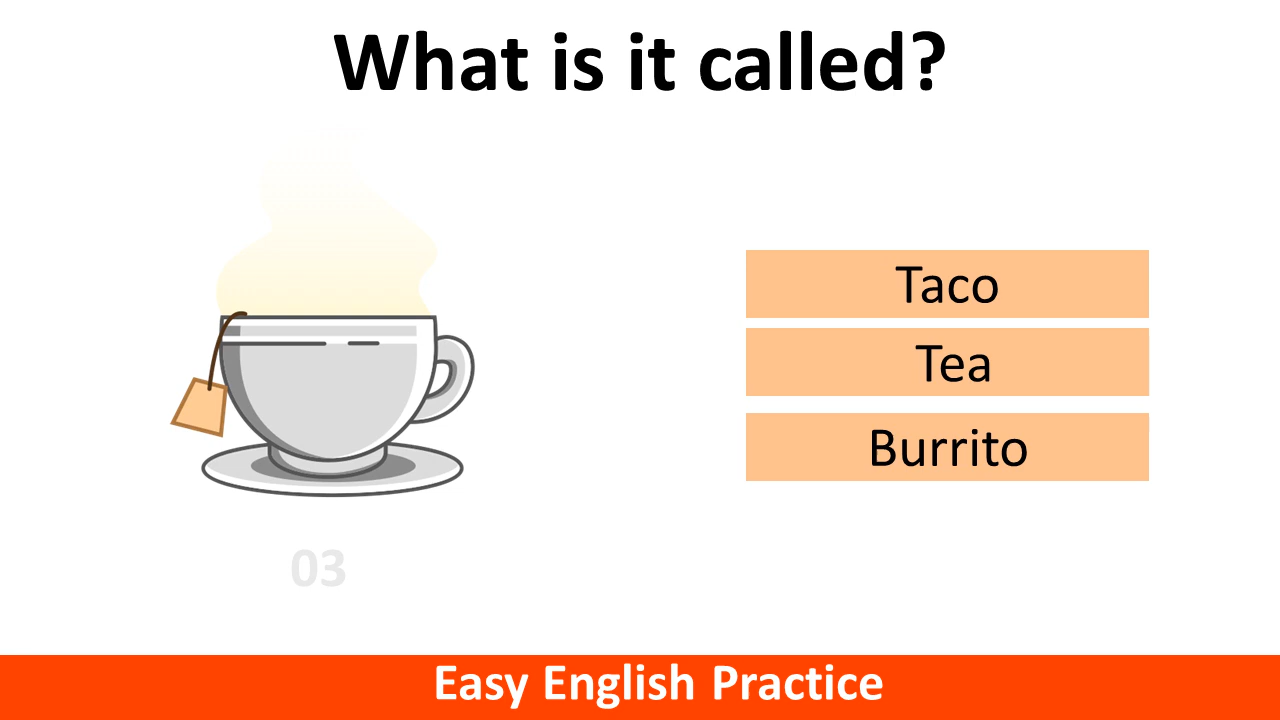 What is it called?
Taco
Tea
Burrito
03
Easy English Practice